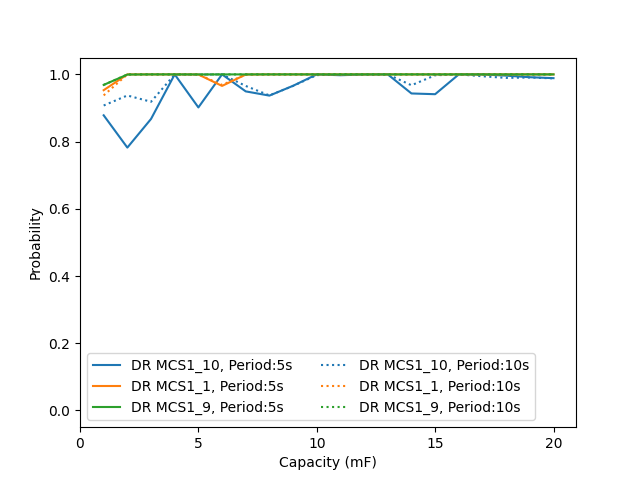 1.0
0.8
0.6
0.4
0.2
0.0
Probability
DR MCS1_10, Period:5s
DR MCS1_1, Period:5s
DR MCS1_9, Period:5s
DR MCS1_10, Period:10s
DR MCS1_1, Period:10s
DR MCS1_9, Period:10s
0 5 10 15 20
Capacity (mF)